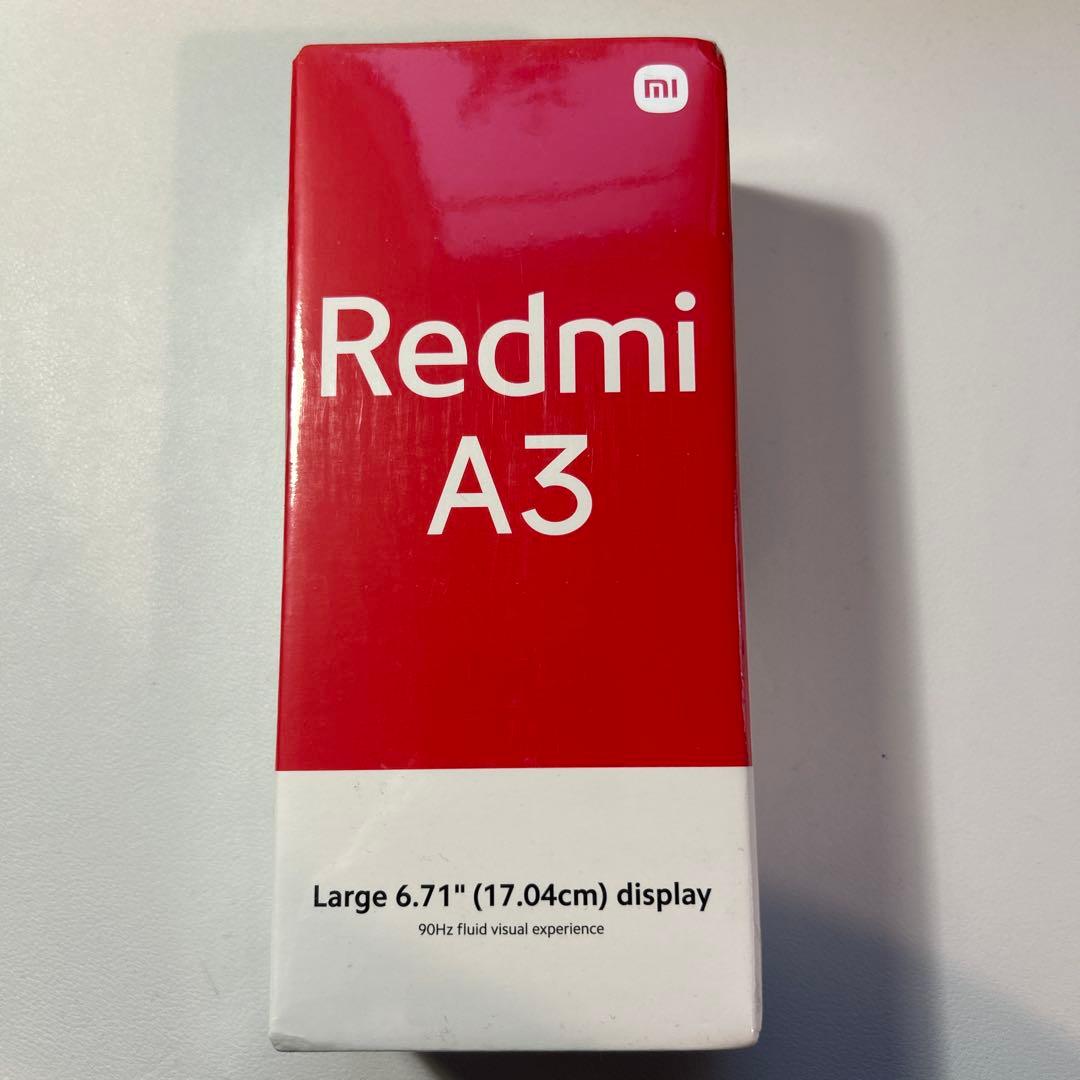 mi
Redmi
A3
Large 6.71" (17.04cm) display
90Hz fluid visual experience